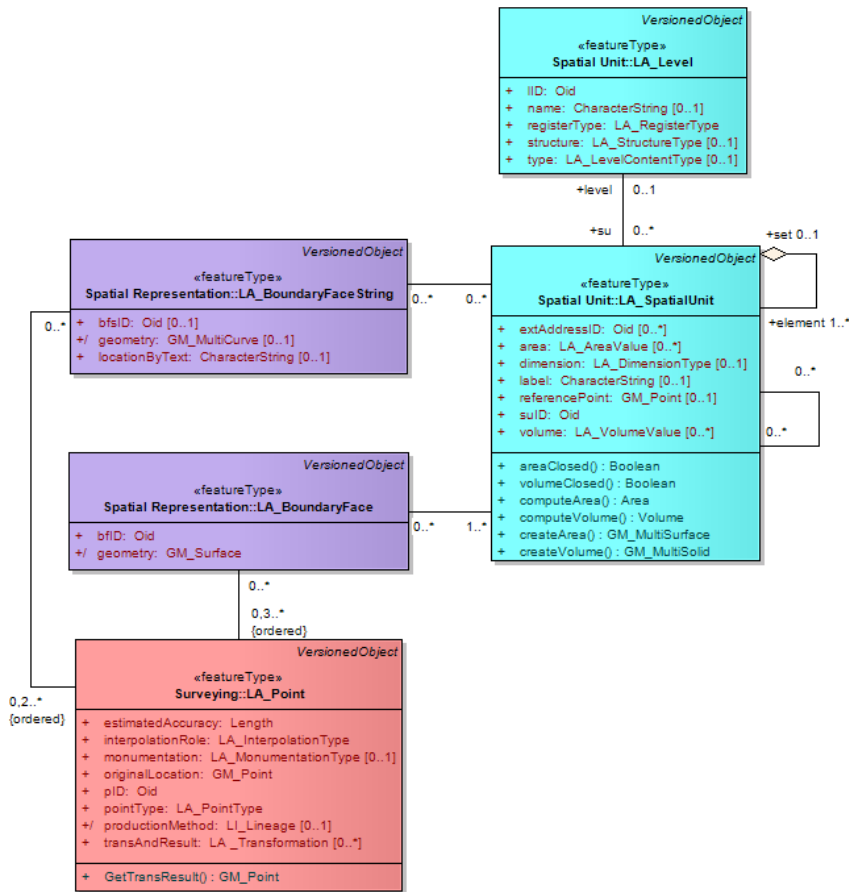 VersionedObject
«featureType»
Spatial Unit::LA_Level
+ lID: Oid
+ name: CharacterString [0..1]
+ registerType: LA_RegisterType
+ structure: LA_StructureType [0..1]
+ type: LA_LevelContentType [0..1]
+level 0..1
+su 0..*
+set 0..1
VersionedObject
«featureType»
Spatial Representation::LA_BoundaryFaceString
+ bfsID: Oid [0..1]
+/ geometry: GM_MultiCurve [0..1]
+ locationByText: CharacterString [0..1]
0..*
0..* 0..*
VersionedObject
«featureType»
Spatial Unit::LA_SpatialUnit
+ extAddressID: Oid [0..*]
+ area: LA_AreaValue [0..*]
+ dimension: LA_DimensionType [0..1]
+ label: CharacterString [0..1]
+ referencePoint: GM_Point [0..1]
+ suID: Oid
+ volume: LA_VolumeValue [0..*]
+ areaClosed() : Boolean
+ volumeClosed() : Boolean
+ computeArea() : Area
+ computeVolume() : Volume
+ createArea() : GM_MultiSurface
+ createVolume() : GM_MultiSolid
+element 1..*
0..*
0..*
VersionedObject
«featureType»
Spatial Representation::LA_BoundaryFace
+ bfID: Oid
+/ geometry: GM_Surface
0..* 1..*
0..*
0,3..*
{ordered}
VersionedObject
«featureType»
Surveying::LA_Point
+ estimatedAccuracy: Length
+ interpolationRole: LA_InterpolationType
+ monumentation: LA_MonumentationType [0..1]
+ originalLocation: GM_Point
+ pID: Oid
+ pointType: LA_PointType
+/ productionMethod: LI_Lineage [0..1]
+ transAndResult: LA _Transformation [0..*]
+ GetTransResult() : GM_Point
0,2..*
{ordered}